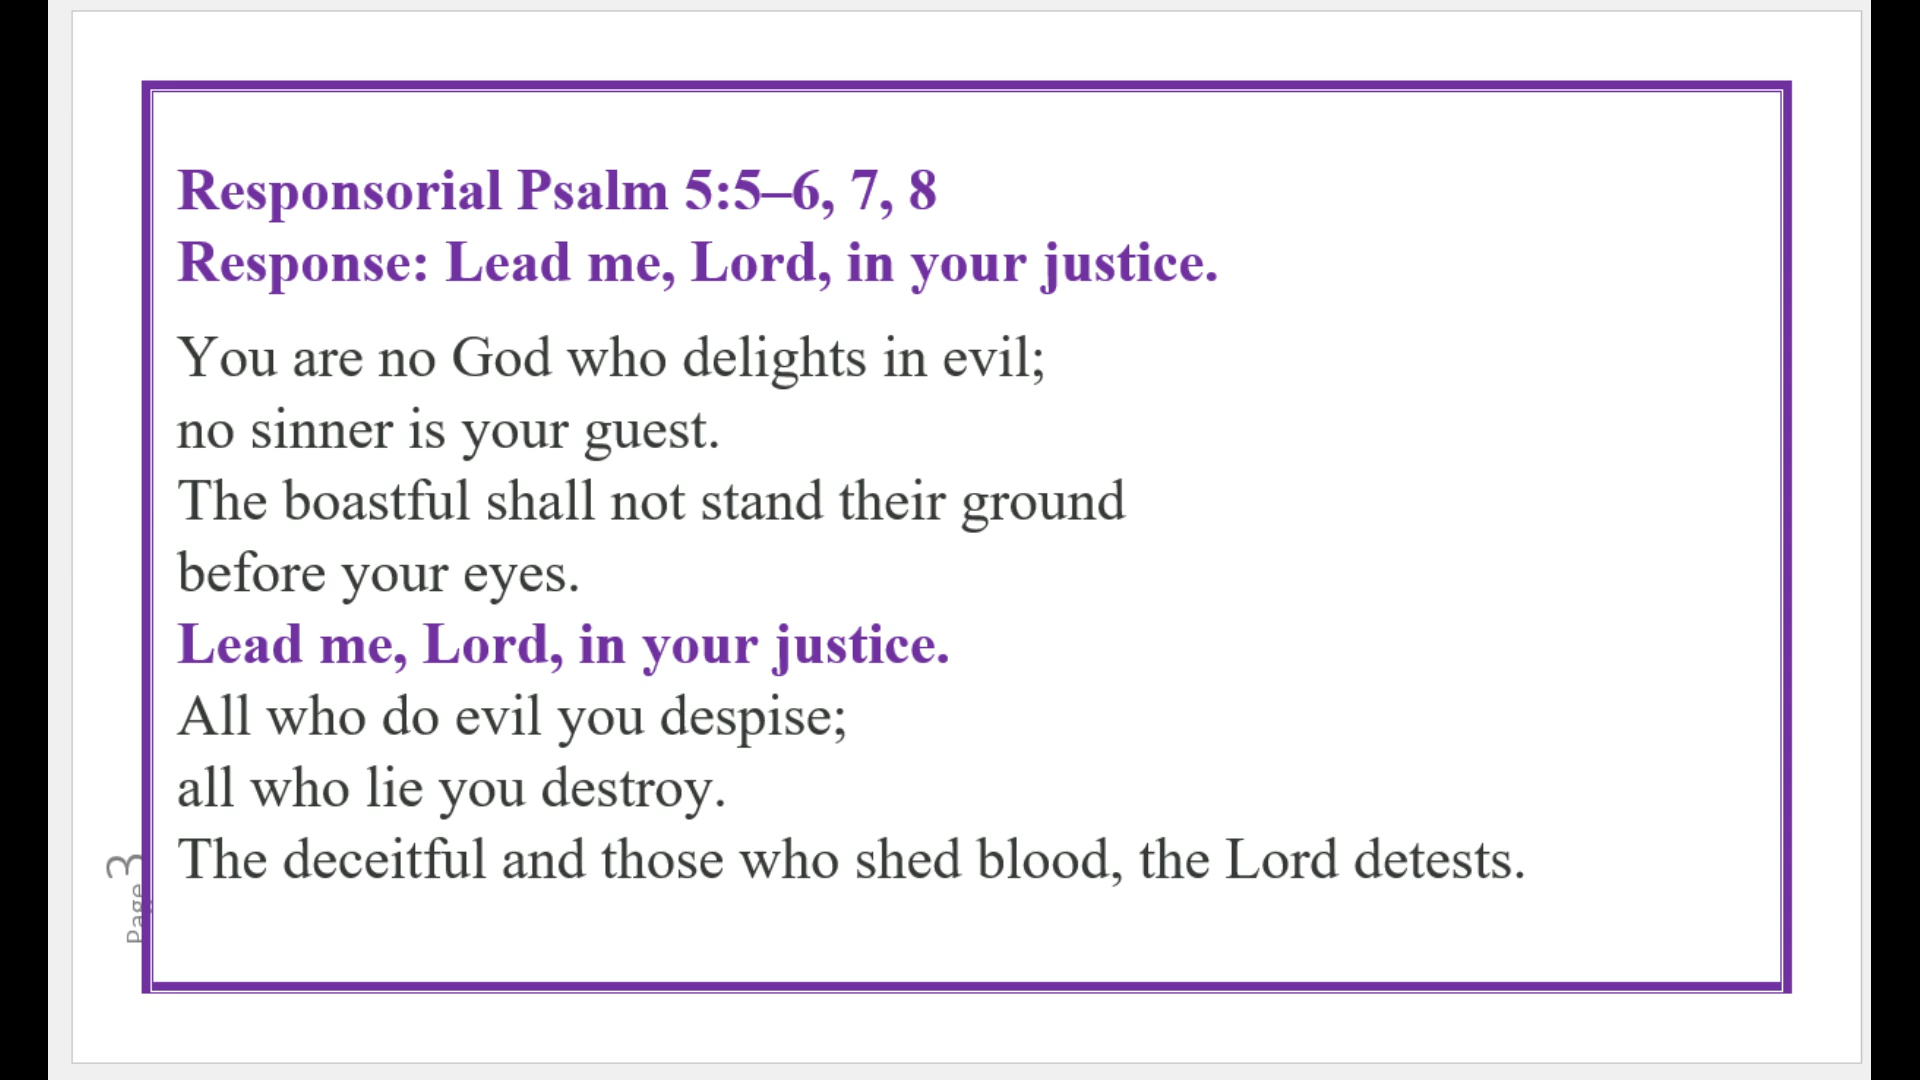 Responsorial Psalm 5:5–6, 7, 8
Response: Lead me, Lord, in your justice.
You are no God who delights in evil;
no sinner is your guest.
The boastful shall not stand their ground
before your eyes.
Lead me, Lord, in your justice.
All who do evil you despise;
all who lie you destroy.
The deceitful and those who shed blood, the Lord detests.
Page 3